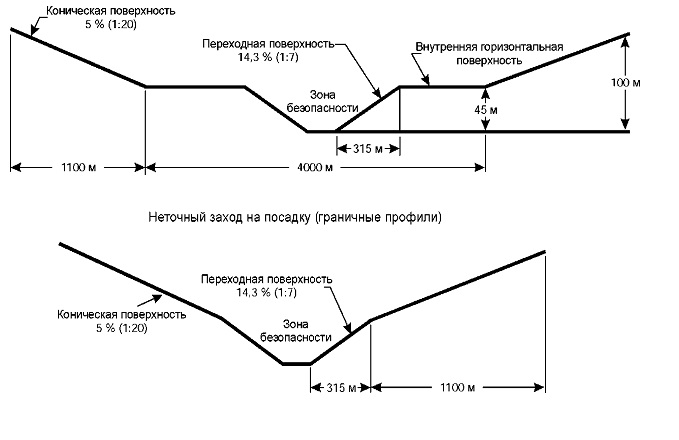 Коническая поверхность
5 % (1:20)
Переходная поверхность
14,3 % (1:7)
Внутренняя горизонтальная
поверхность
Зона
безопасности
100 м
45 м
315 м
1100 м
4000 м
Неточный заход на посадку (граничные профили)
Переходная поверхность
14,3 % (1:7)
Коническая поверхность
5 % (1:20)
Зона
безопасности
315 м
1100 м